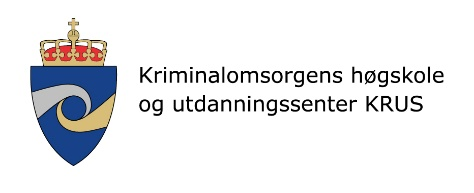 Kriminalomsorgens høgskole
og utdanningssenter KRUS